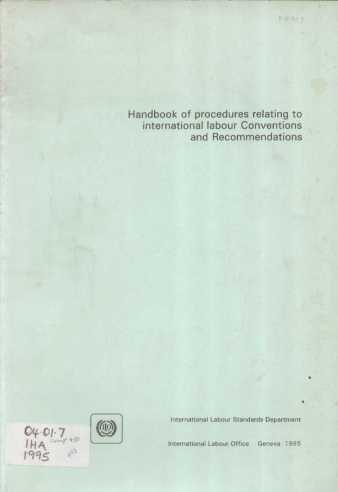 Handbook of procedures relating to
international labour Conventions
and Recommendations
International Labour Standards Department
International Labour Office Geneva 1995
04·01·7
IHA
1995